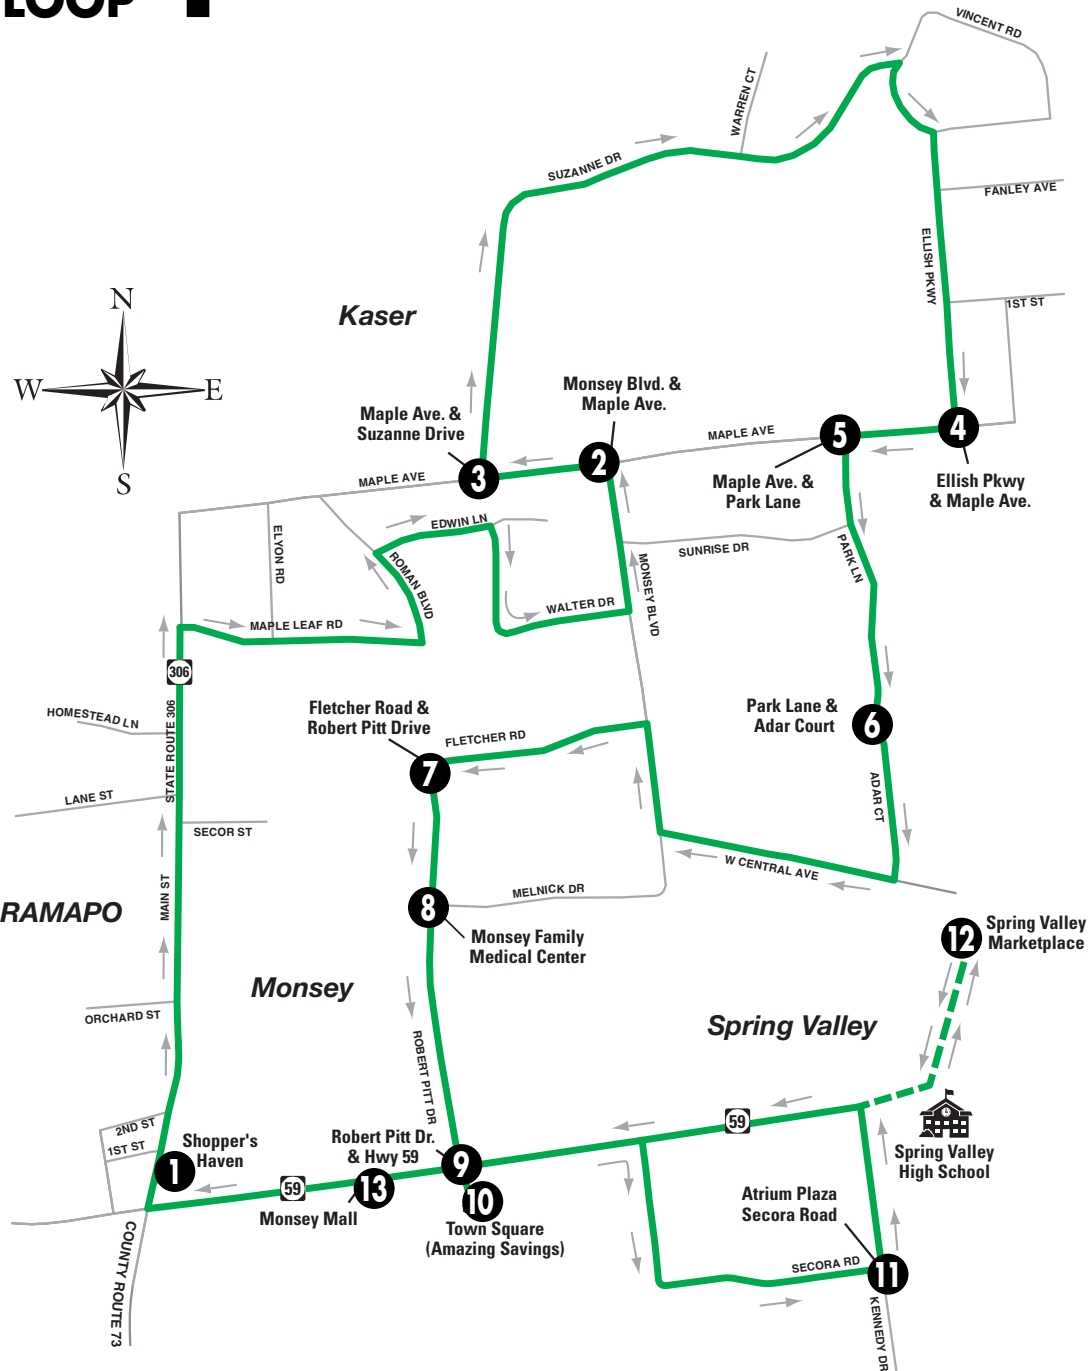 LOOP 1
VINCENT RD
WARREN CT
SUZANNE DR
FANLEY AVE
ELLISH PKWY
1ST ST
Kaser
N
W E
S
Monsey Blvd. &
Maple Ave.
Maple Ave. &
Suzanne Drive
MAPLE AVE
5
4
2
3
MAPLE AVE
Maple Ave. &
Park Lane
Ellish Pkwy
& Maple Ave.
EDWIN LN
ELYON RD
ROMAN BLVD
SUNRISE DR
PARK LN
MONSEY BLVD
WALTER DR
MAPLE LEAF RD
306
HOMESTEAD LN
STATE ROUTE 306
Fletcher Road &
Robert Pitt Drive
Park Lane &
Adar Court
6
FLETCHER RD
7
ADAR CT
LANE ST
SECOR ST
W CENTRAL AVE
MAIN ST
MELNICK DR
8
RAMAPO
Monsey Family
Medical Center
12
Spring Valley
Marketplace
Monsey
ORCHARD ST
Spring Valley
ROBERT PITT DR
59
2ND ST
1ST ST
Shopper's
Haven
1
Robert Pitt Dr.
& Hwy 59
9
Spring Valley
High School
59
13
10
Monsey Mall
Town Square
(Amazing Savings)
Atrium Plaza
Secora Road
SECORA RD
11
COUNTY ROUTE 73
KENNEDY DR